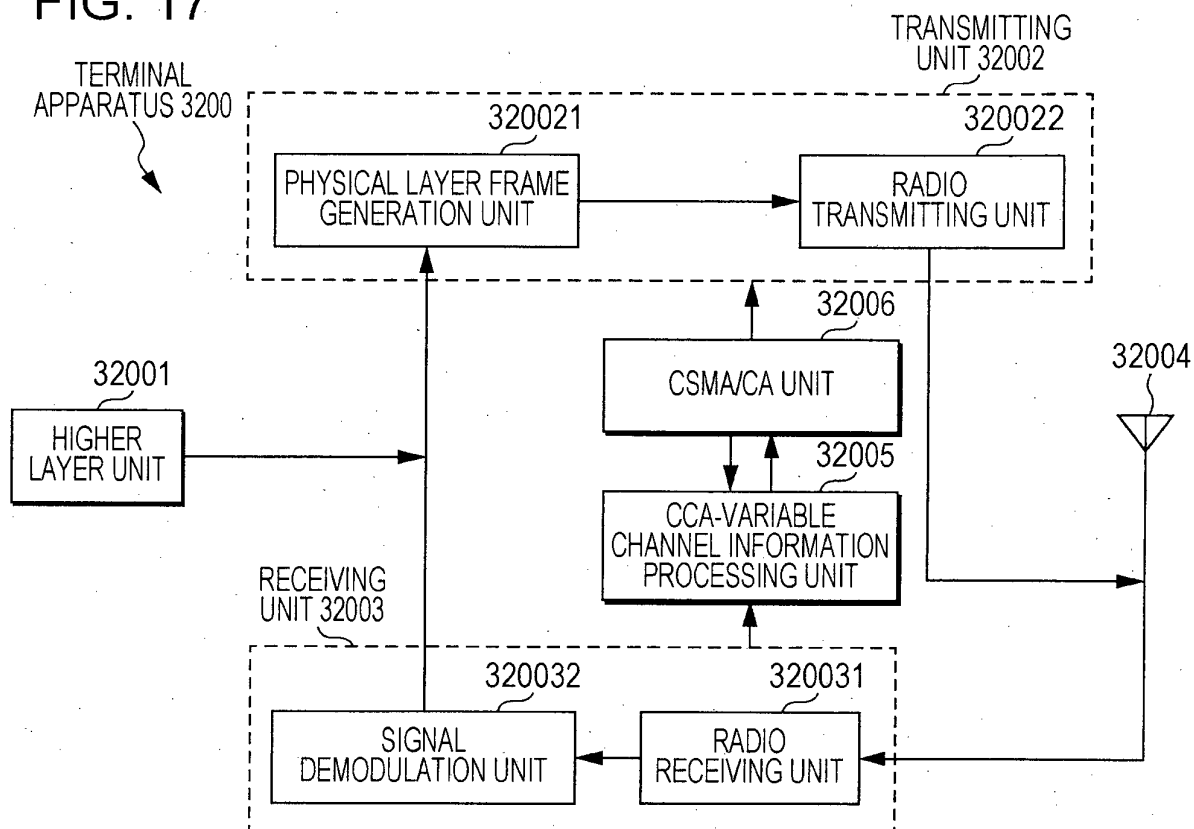 FIG. 17
TRANSMITTING
UNIT 32002
TERMINAL
APPARATUS 3200
320021
320022
PHYSICAL LAYER FRAME
GENERATION UNIT
RADIO
TRANSMITTING UNIT
32006
CSMA/CA UNIT
32004
32001
HIGHER
LAYER UNIT
32005
CCA-VARIABLE
CHANNEL INFORMATION
PROCESSING UNIT
RECEIVING
UNIT 32003
320032
320031
SIGNAL
DEMODULATION UNIT
RADIO
RECEIVING UNIT